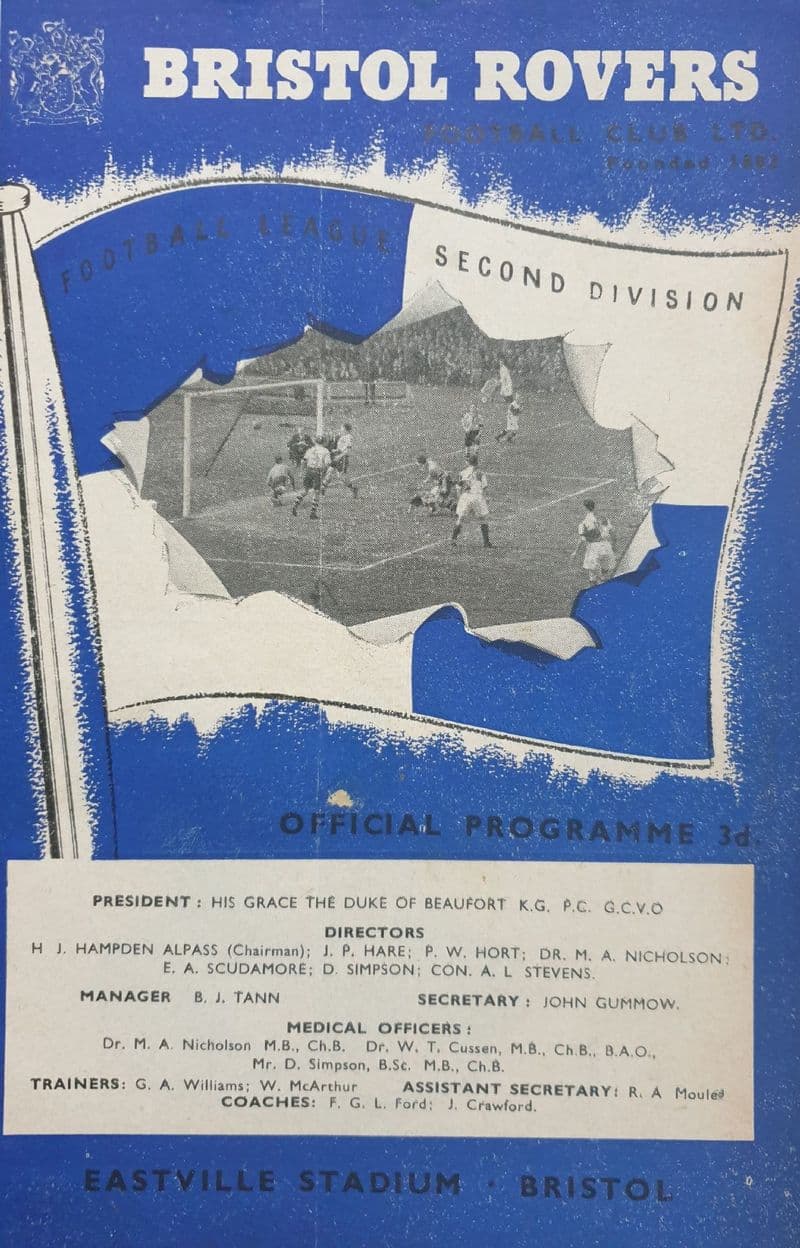 BRISTOL ROVERS
FOOTBALL CLUB LTD.
Founded 1883
FOOTBALL LEAGUE
SECOND DIVISION
OFFICIAL PROGRAMME 3d.
PRESIDENT: HIS GRACE THE DUKE OF BEAUFORT K.G. P.C. G.C.V.O
DIRECTORS
H J. HAMPDEN ALPASS (Chairman); J. P. HARE; P. W. HORT; DR. M. A. NICHOLSON;
E. A. SCUDAMORE; D. SIMPSON; CON. A. L STEVENS.
MANAGER B. J. TANN SECRETARY: JOHN GUMMOW.
MEDICAL OFFICERS:
Dr. M. A. Nicholson M.B., Ch.B. Dr. W. T. Cussen, M.B., Ch.B., B.A.O.,
Mr. D. Simpson, B.Sc. M.B., Ch.B.
TRAINERS: G. A. Williams; W. McArthur ASSISTANT SECRETARY: R. A Moules
COACHES: F. G. L. Ford; J. Crawford.
EASTVILLE STADIUM · BRISTOL